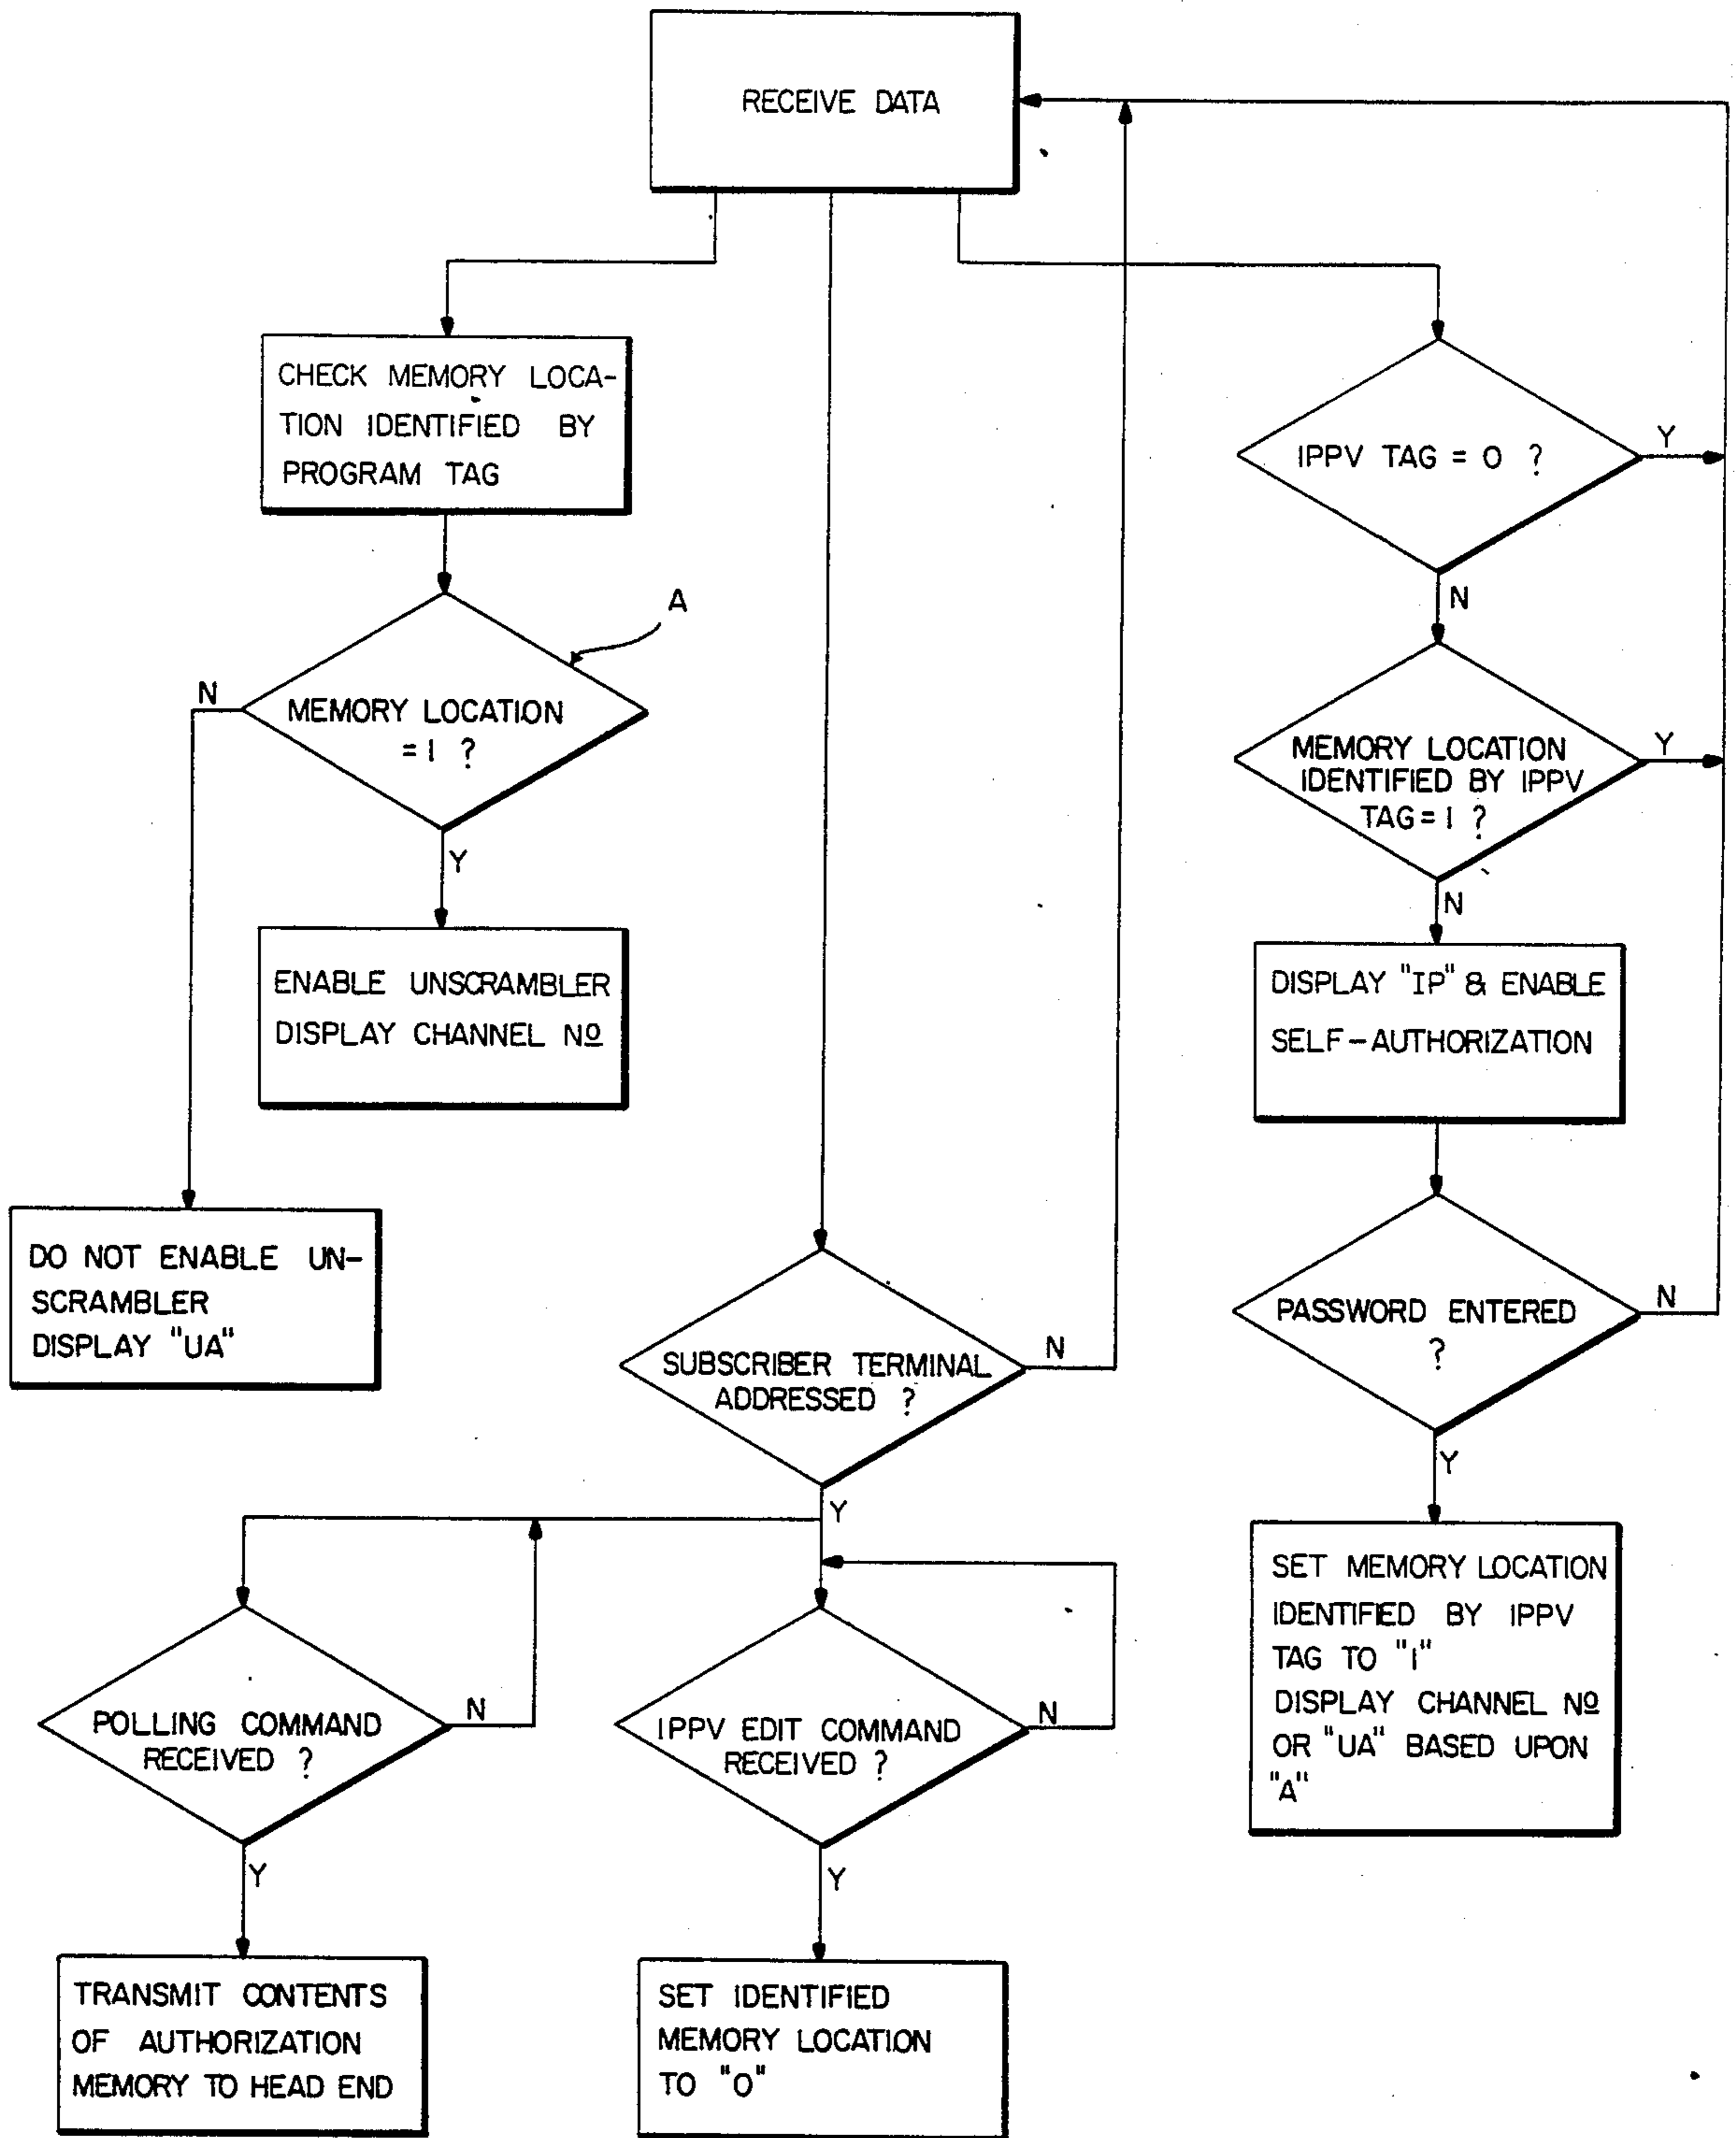 RECEIVE DATA
CHECK MEMORY LOCA-
TION IDENTIFIED BY
PROGRAM TAG
A
MEMORY LOCATION
= 1 ?
N
Y
ENABLE UNSCRAMBLER
DISPLAY CHANNEL Nº
DO NOT ENABLE UN-
SCRAMBLER
DISPLAY "UA"
SUBSCRIBER TERMINAL
ADDRESSED ?
N
Y
POLLING COMMAND
RECEIVED ?
N
Y
TRANSMIT CONTENTS
OF AUTHORIZATION
MEMORY TO HEAD END
IPPV EDIT COMMAND
RECEIVED ?
N
Y
SET IDENTIFIED
MEMORY LOCATION
TO "0"
IPPV TAG = 0 ?
Y
N
MEMORY LOCATION
IDENTIFIED BY IPPV
TAG = 1 ?
Y
N
DISPLAY "IP" & ENABLE
SELF-AUTHORIZATION
PASSWORD ENTERED
?
N
Y
SET MEMORY LOCATION
IDENTIFIED BY IPPV
TAG TO "1"
DISPLAY CHANNEL Nº
OR "UA" BASED UPON
"A"